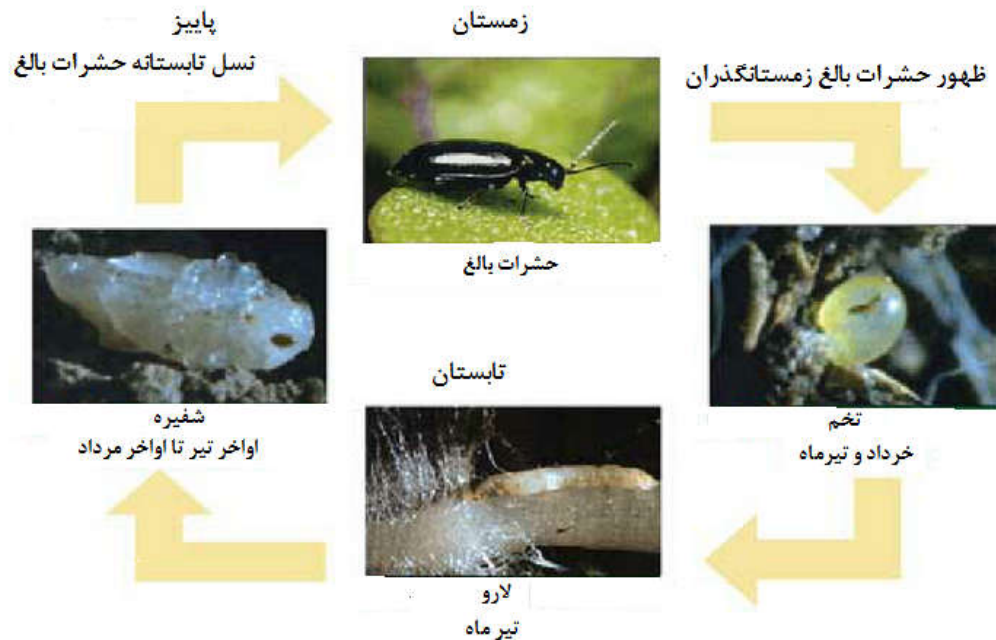 زمستان
پاییز
نسل تابستانه حشرات بالغ
ظهور حشرات بالغ زمستانگذران
حشرات بالغ
تخم
خرداد و تیرماه
تابستان
لارو
تیر ماه
شفیره
اواخر تیر تا اواخر مرداد